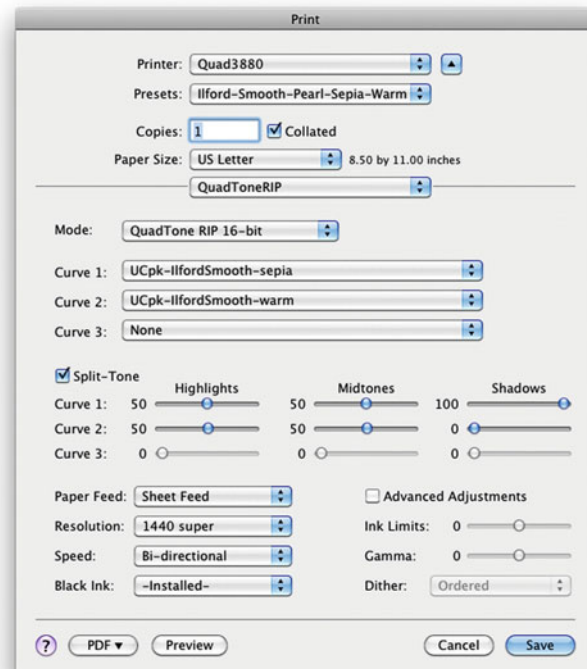 Print
Printer: Quad3880
Presets: Ilford-Smooth-Pearl-Sepia-Warm
Copies: 1 Collated
Paper Size: US Letter 8.50 by 11.00 inches
QuadToneRIP
Mode: QuadTone RIP 16-bit
Curve 1: UCpk-IlfordSmooth-sepia
Curve 2: UCpk-IlfordSmooth-warm
Curve 3: None
Split-Tone
Highlights Midtones Shadows
Curve 1: 50 50 100
Curve 2: 50 50 0
Curve 3: 0 0 0
Paper Feed: Sheet Feed Advanced Adjustments
Resolution: 1440 super Ink Limits: 0
Speed: Bi-directional Gamma: 0
Black Ink: -Installed- Dither: Ordered
? PDF Preview Cancel Save